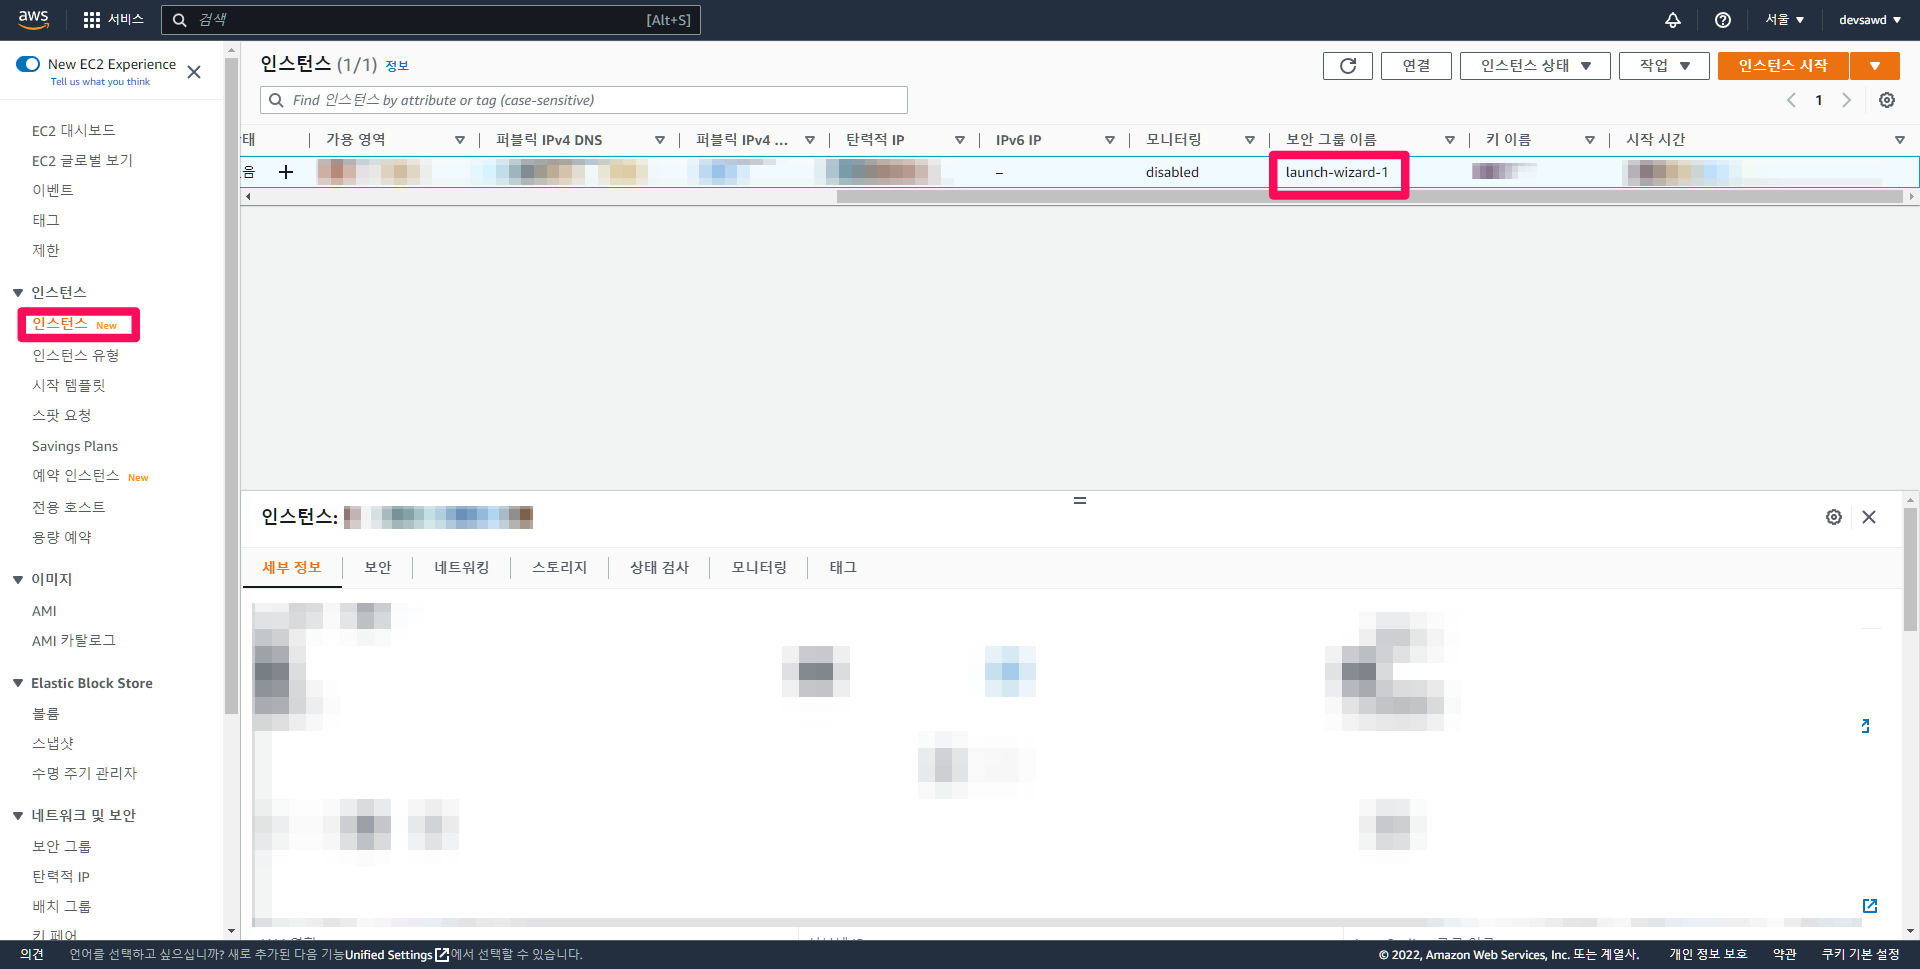 aws 서비스 검색 [Alt+S] 서울 ▼ devsawd ▼
New EC2 Experience
Tell us what you think
EC2 대시보드
EC2 글로벌 보기
이벤트
태그
제한
인스턴스
인스턴스 New
인스턴스 유형
시작 템플릿
스팟 요청
Savings Plans
예약 인스턴스 New
전용 호스트
용량 예약
이미지
AMI
AMI 카탈로그
Elastic Block Store
볼륨
스냅샷
수명 주기 관리자
네트워크 및 보안
보안 그룹
탄력적 IP
배치 그룹
키 페어
인스턴스 (1/1) 정보 연결 인스턴스 상태 ▼ 작업 ▼ 인스턴스 시작 ▼
Find 인스턴스 by attribute or tag (case-sensitive) 1
태 가용 영역 퍼블릭 IPv4 DNS 퍼블릭 IPv4 ... 탄력적 IP IPv6 IP 모니터링 보안 그룹 이름 키 이름 시작 시간
음 + – disabled launch-wizard-1
인스턴스:
세부 정보 보안 네트워킹 스토리지 상태 검사 모니터링 태그
의견 언어를 선택하고 싶으십니까? 새로 추가된 다음 기능Unified Settings에서 선택할 수 있습니다. © 2022, Amazon Web Services, Inc. 또는 계열사. 개인 정보 보호 약관 쿠키 기본 설정